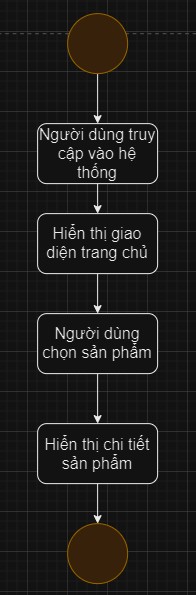 Người dùng truy
cập vào hệ
thống
Hiển thị giao
diện trang chủ
Người dùng
chọn sản phẩm
Hiển thị chi tiết
sản phẩm